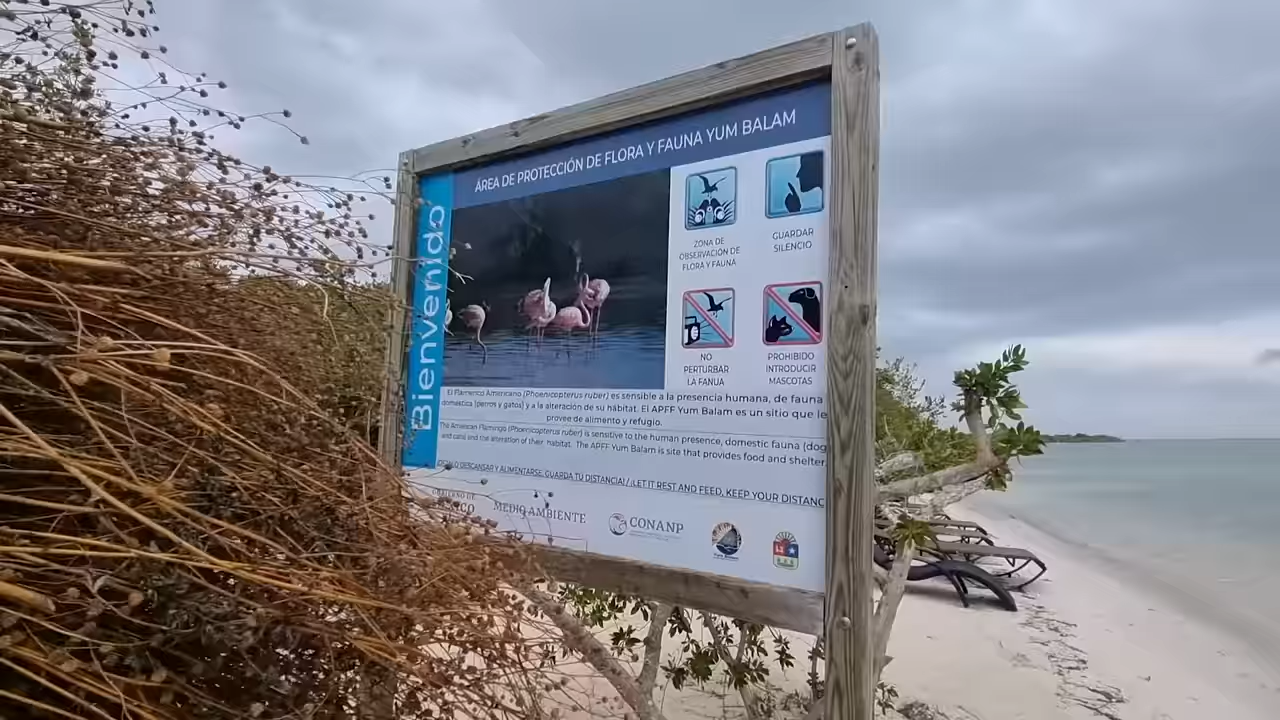 ÁREA DE PROTECCIÓN DE FLORA Y FAUNA YUM BALAM
Bienvenido
ZONA DE
OBSERVACIÓN DE
FLORA Y FAUNA
GUARDAR
SILENCIO
NO
PERTURBAR
LA FANUA
PROHIBIDO
INTRODUCIR
MASCOTAS
El Flamenco Americano (Phoenicopterus ruber) es sensible a la presencia humana, de fauna
doméstica (perros y gatos) y a la alteración de su hábitat. El APFF Yum Balam es un sitio que le
provee de alimento y refugio.
The American Flamingo (Phoenicopterus ruber) is sensitive to the human presence, domestic fauna (dog
and cats) and the alteration of their habitat. The APFF Yum Balam is site that provides food and shelter
DESCANSAR Y ALIMENTARSE, GUARDA TU DISTANCIA! / ¡LET IT REST AND FEED, KEEP YOUR DISTANC
GOBIERNO DE
MÉXICO
MEDIO AMBIENTE
CONANP